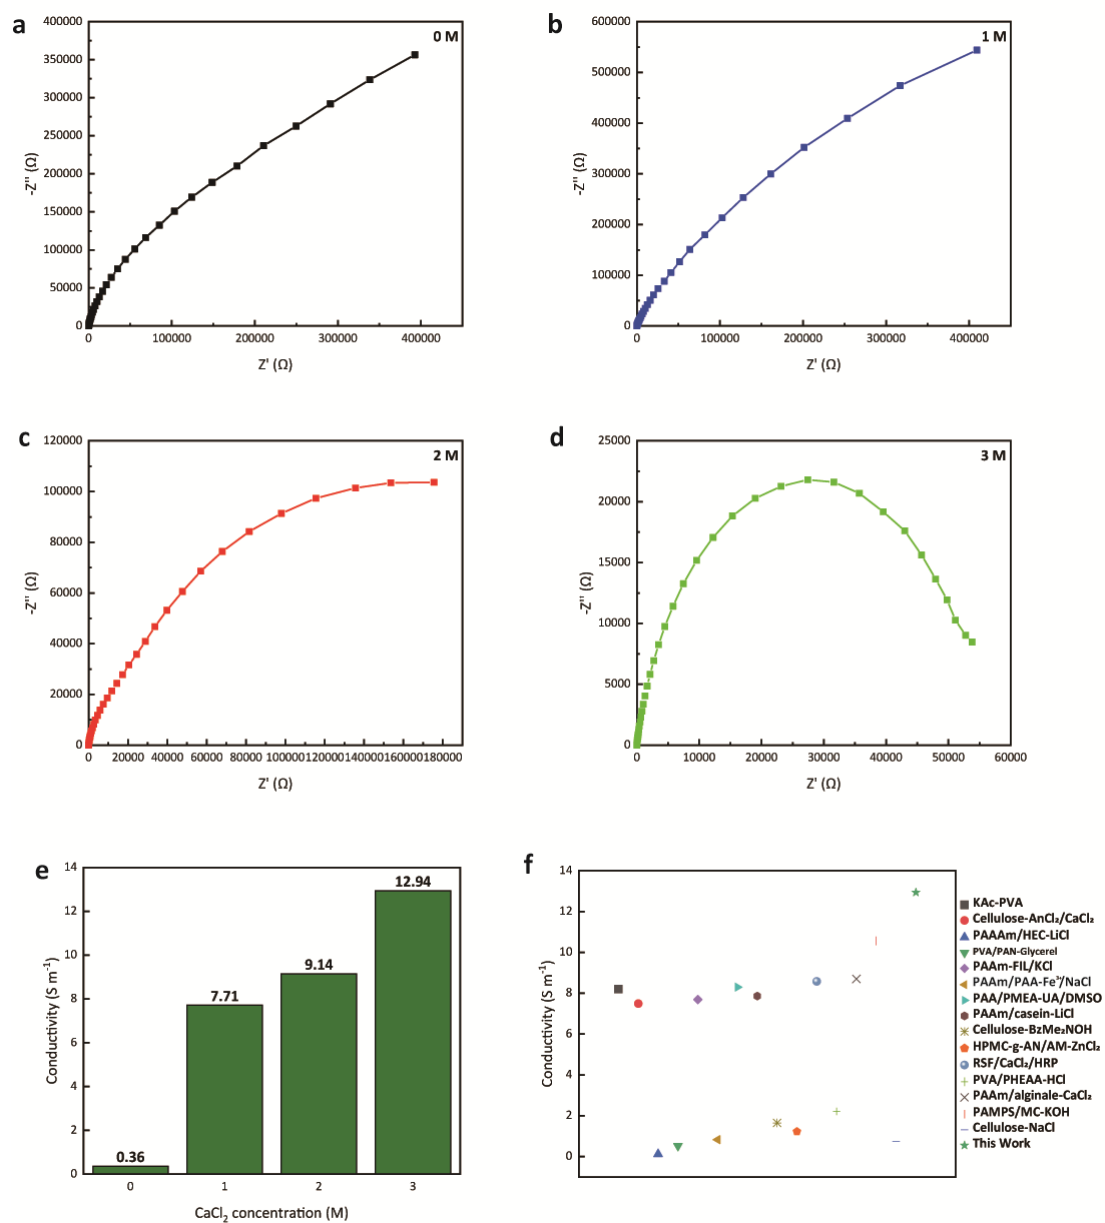 a
400000
350000
300000
250000
200000
150000
100000
50000
0
-Z'' (Ω)
0 M
0
100000
200000
300000
400000
Z' (Ω)
b
600000
500000
400000
300000
200000
100000
0
-Z'' (Ω)
1 M
0
100000
200000
300000
400000
Z' (Ω)
c
120000
100000
80000
60000
40000
20000
0
-Z'' (Ω)
2 M
0
20000
40000
60000
80000
100000
120000
140000
160000
180000
Z' (Ω)
d
25000
20000
15000
10000
5000
0
-Z'' (Ω)
3 M
0
10000
20000
30000
40000
50000
60000
Z' (Ω)
e
14
12
10
8
6
4
2
0
Conductivity (S m⁻¹)
0.36
7.71
9.14
12.94
0
1
2
3
CaCl₂ concentration (M)
f
14
12
10
8
6
4
2
0
Conductivity (S m⁻¹)
KAc-PVA
Cellulose-AnCl₂/CaCl₂
PAAAm/HEC-LiCl
PVA/PAN-Glycerel
PAAm-FIL/KCl
PAAm/PAA-Fe³⁺/NaCl
PAA/PMEA-UA/DMSO
PAAm/casein-LiCl
Cellulose-BzMe₂NOH
HPMC-g-AN/AM-ZnCl₂
RSF/CaCl₂/HRP
PVA/PHEAA-HCl
PAAm/alginale-CaCl₂
PAMPS/MC-KOH
Cellulose-NaCl
This Work